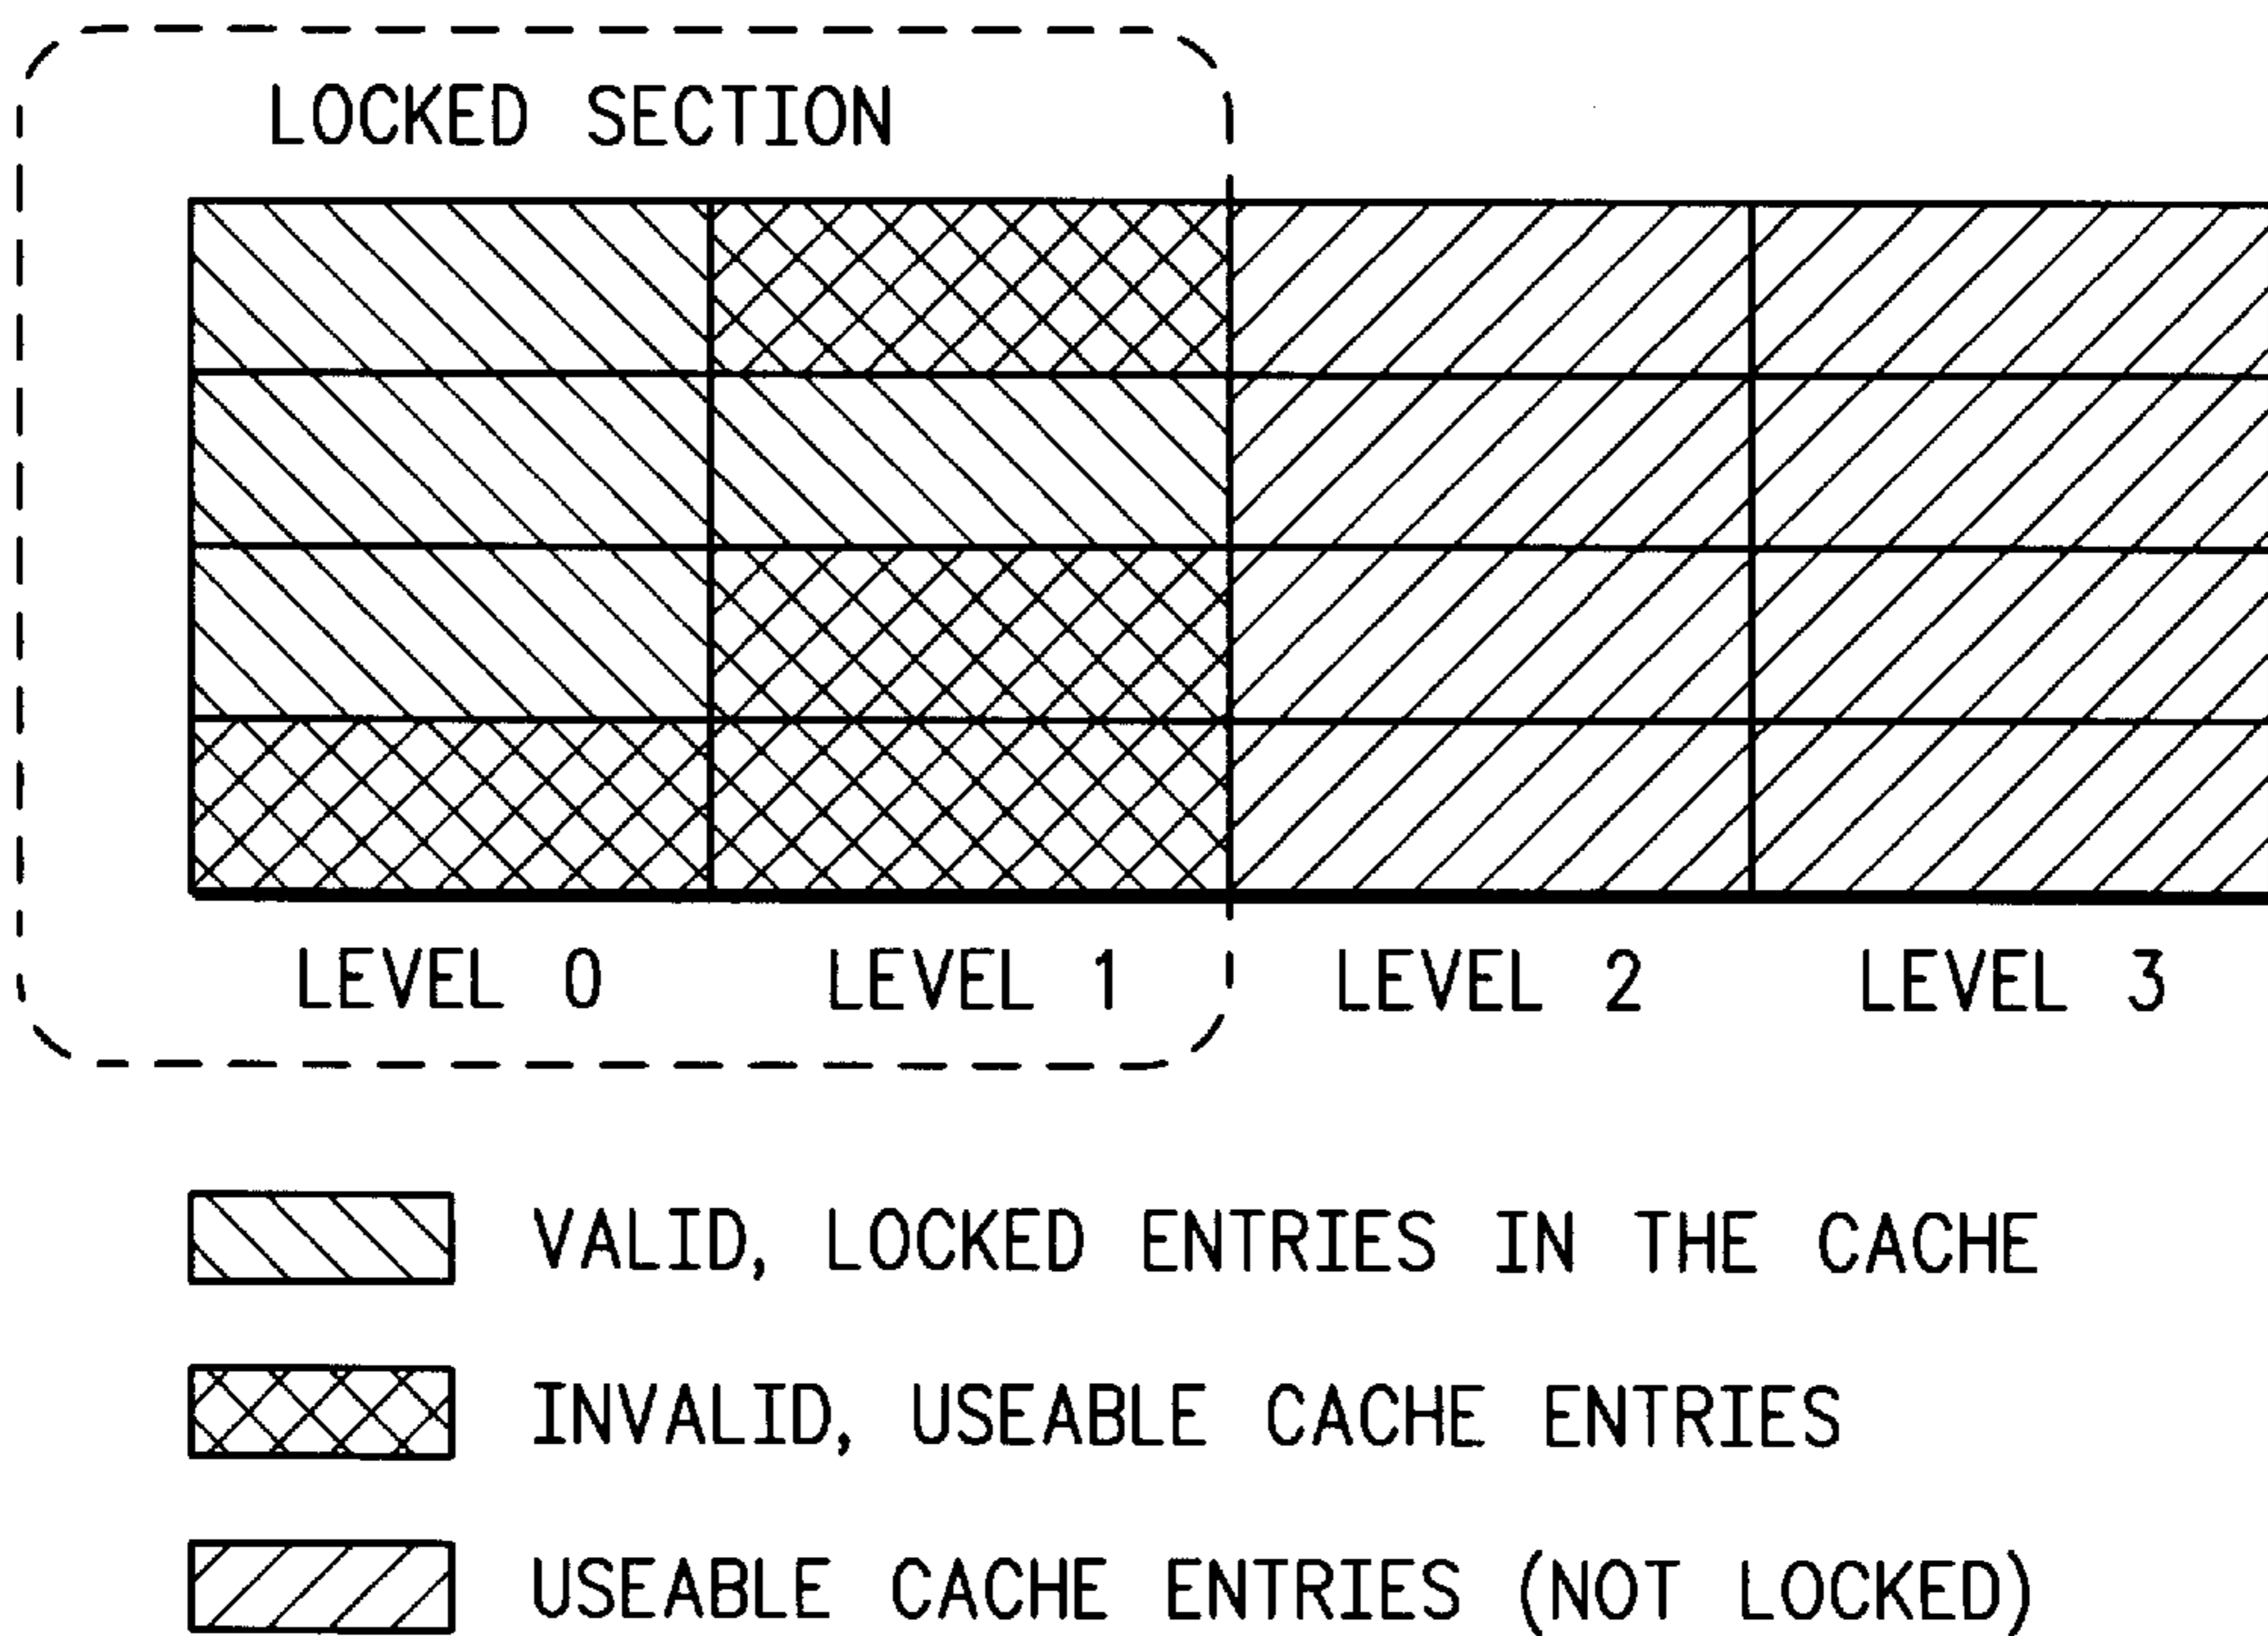 LOCKED SECTION
LEVEL 0 LEVEL 1 LEVEL 2 LEVEL 3
VALID, LOCKED ENTRIES IN THE CACHE
INVALID, USEABLE CACHE ENTRIES
USEABLE CACHE ENTRIES (NOT LOCKED)